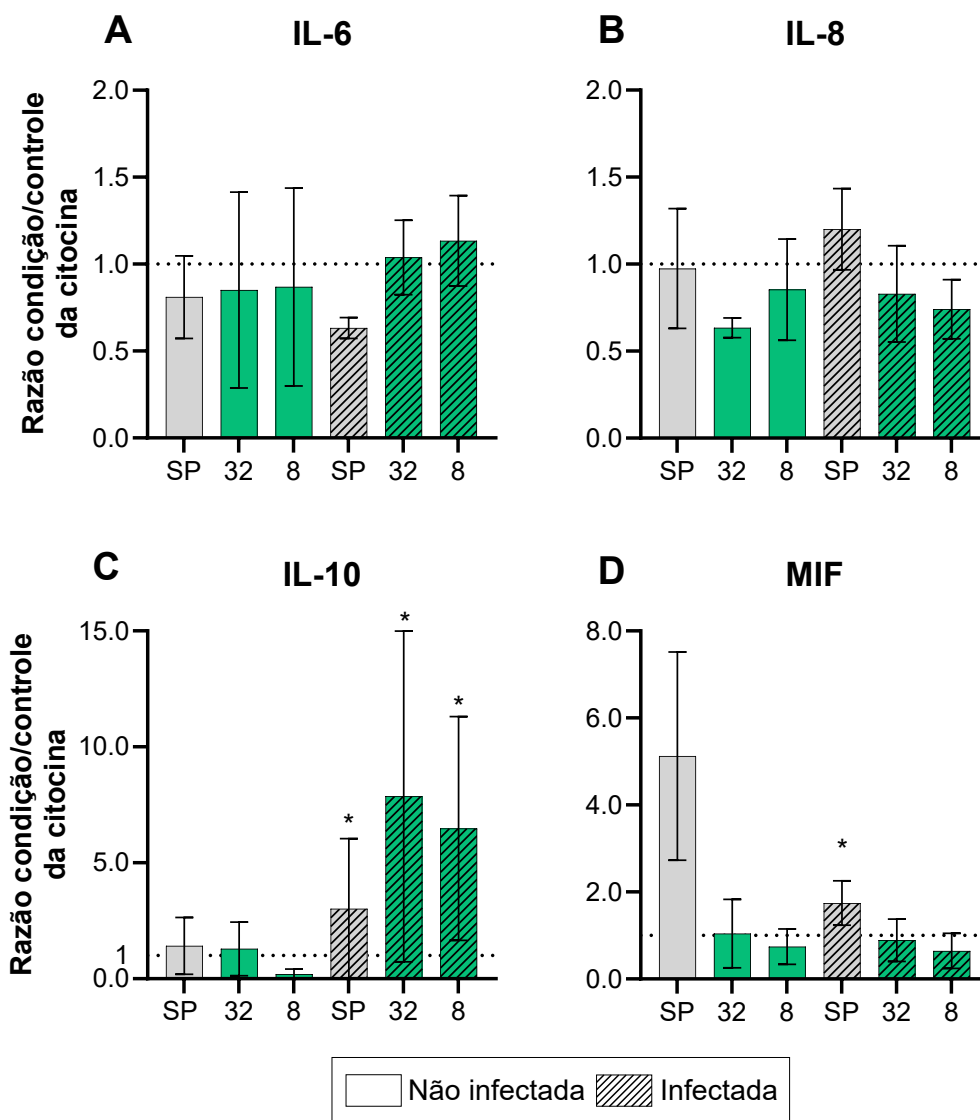 A
IL-6
Razão condição/controle
da citocina
2.0
1.5
1.0
0.5
0.0
SP 32 8 SP 32 8
B
IL-8
2.0
1.5
1.0
0.5
0.0
SP 32 8 SP 32 8
C
IL-10
Razão condição/controle
da citocina
15.0
10.0
5.0
1
0.0
*
*
*
SP 32 8 SP 32 8
D
MIF
8.0
6.0
4.0
2.0
0.0
*
SP 32 8 SP 32 8
Não infectada Infectada